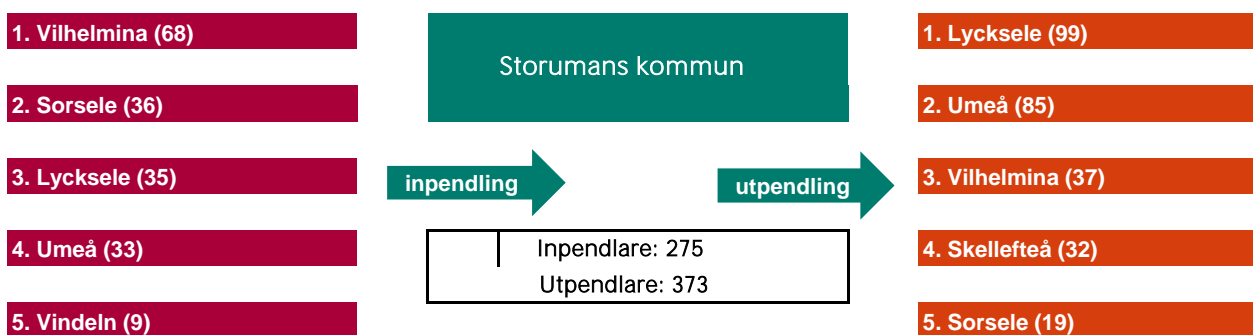 1. Vilhelmina (68)
2. Sorsele (36)
3. Lycksele (35)
4. Umeå (33)
5. Vindeln (9)
Storumans kommun
inpendling
utpendling
Inpendlare: 275
Utpendlare: 373
1. Lycksele (99)
2. Umeå (85)
3. Vilhelmina (37)
4. Skellefteå (32)
5. Sorsele (19)